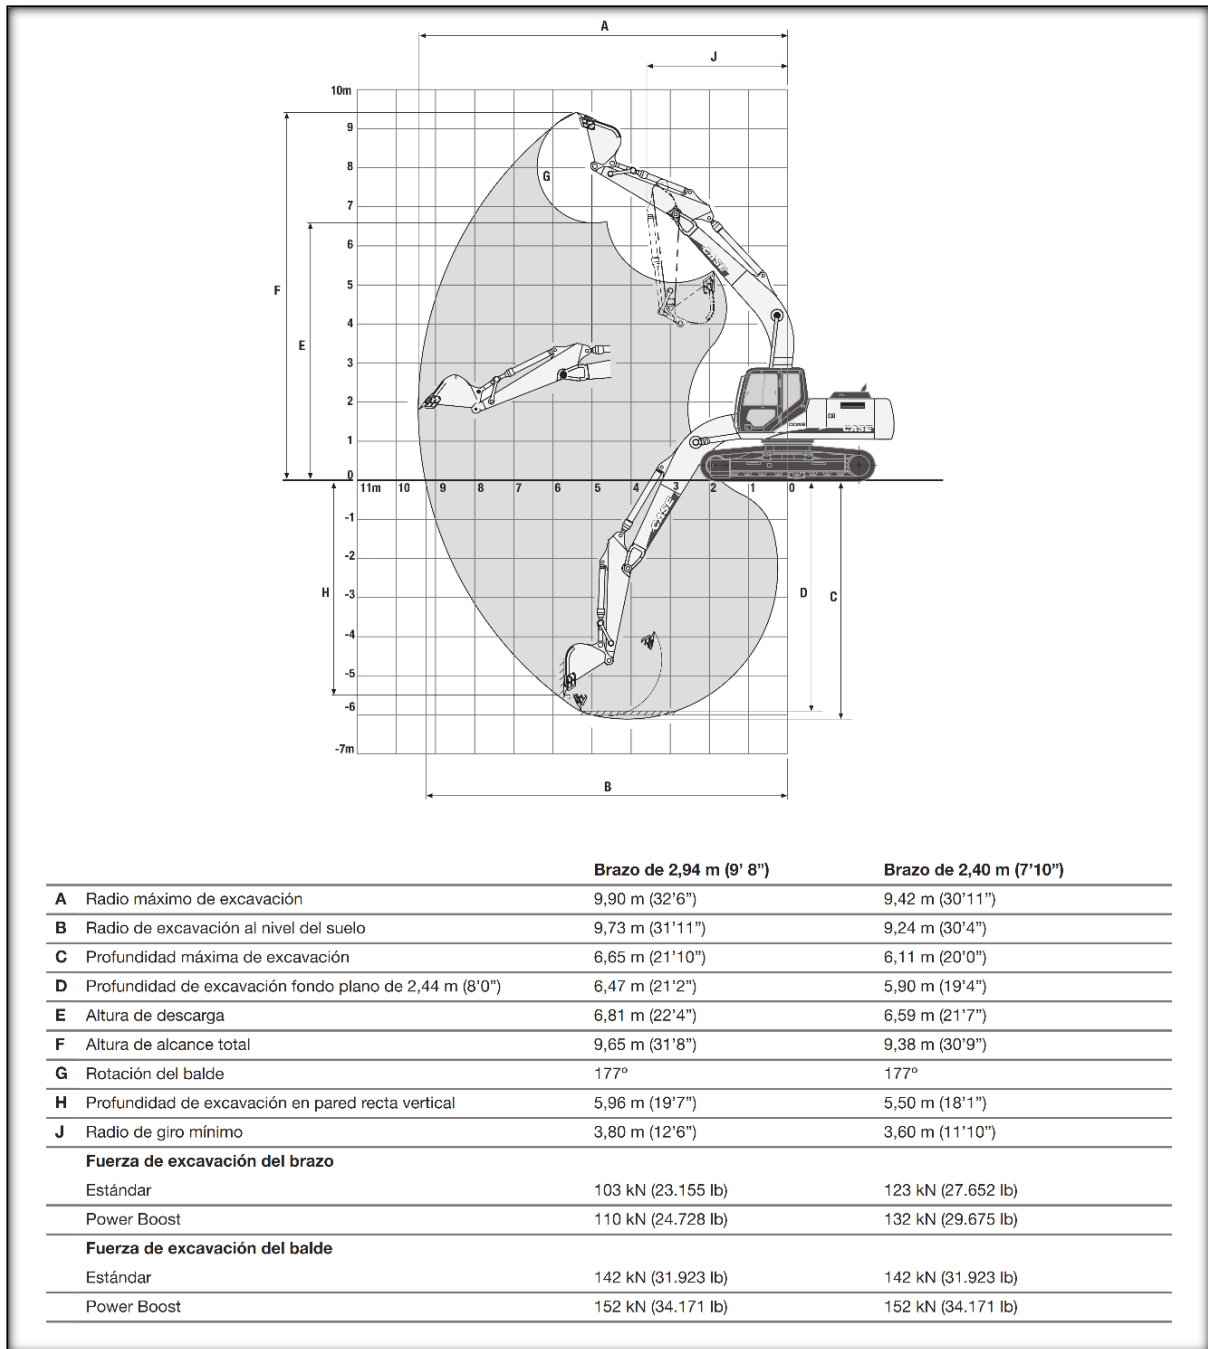 A
J
10m
9
8
G
7
6
CASE
F
5
4
E
3
2
1
CASE
0
11m 10 9 8 7 6 5 4 3 2 1 0
-1
CASE
-2
H
-3
D
C
-4
-5
-6
-7m
B
Brazo de 2,94 m (9' 8”) Brazo de 2,40 m (7'10”)
A Radio máximo de excavación 9,90 m (32'6”) 9,42 m (30'11”)
B Radio de excavación al nivel del suelo 9,73 m (31'11”) 9,24 m (30'4”)
C Profundidad máxima de excavación 6,65 m (21'10”) 6,11 m (20'0”)
D Profundidad de excavación fondo plano de 2,44 m (8'0”) 6,47 m (21'2”) 5,90 m (19'4”)
E Altura de descarga 6,81 m (22'4”) 6,59 m (21'7”)
F Altura de alcance total 9,65 m (31'8”) 9,38 m (30'9”)
G Rotación del balde 177º 177º
H Profundidad de excavación en pared recta vertical 5,96 m (19'7”) 5,50 m (18'1”)
J Radio de giro mínimo 3,80 m (12'6”) 3,60 m (11'10”)
Fuerza de excavación del brazo
Estándar 103 kN (23.155 lb) 123 kN (27.652 lb)
Power Boost 110 kN (24.728 lb) 132 kN (29.675 lb)
Fuerza de excavación del balde
Estándar 142 kN (31.923 lb) 142 kN (31.923 lb)
Power Boost 152 kN (34.171 lb) 152 kN (34.171 lb)